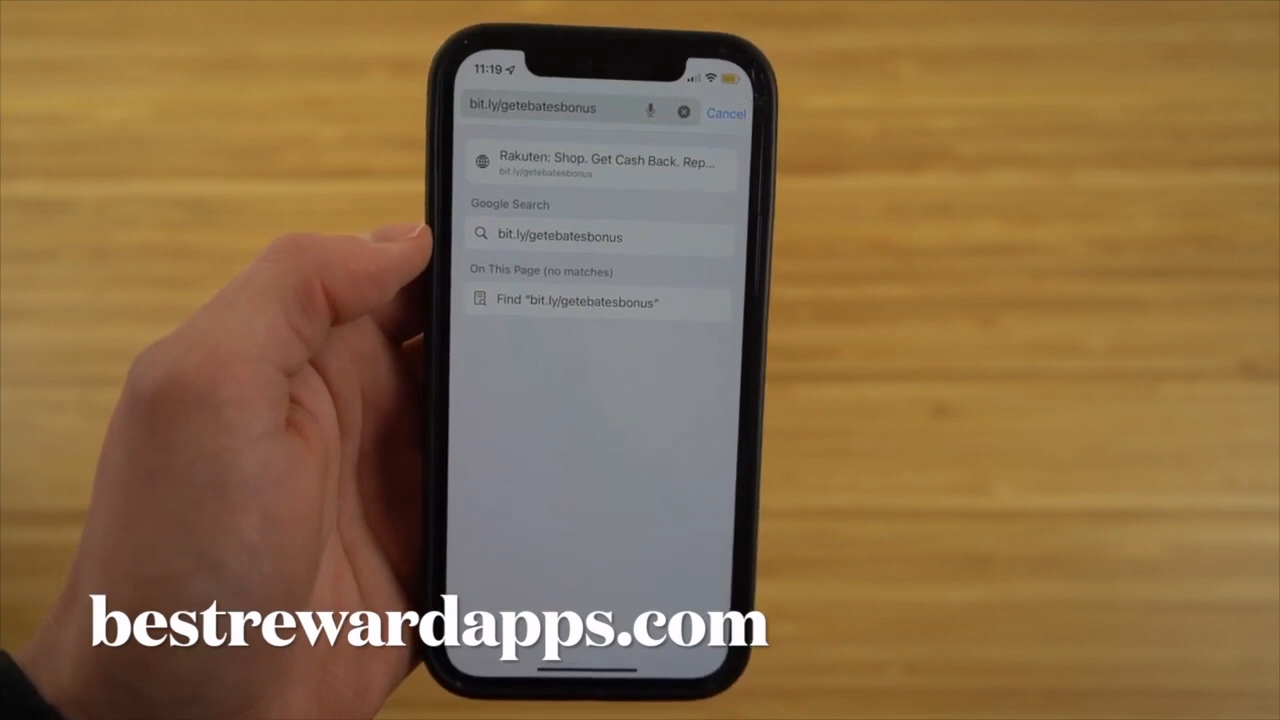 11:19
bit.ly/getebatesbonus
Cancel
Rakuten: Shop. Get Cash Back. Rep...
bit.ly/getebatesbonus
Google Search
bit.ly/getebatesbonus
On This Page (no matches)
Find “bit.ly/getebatesbonus”
bestrewardapps.com